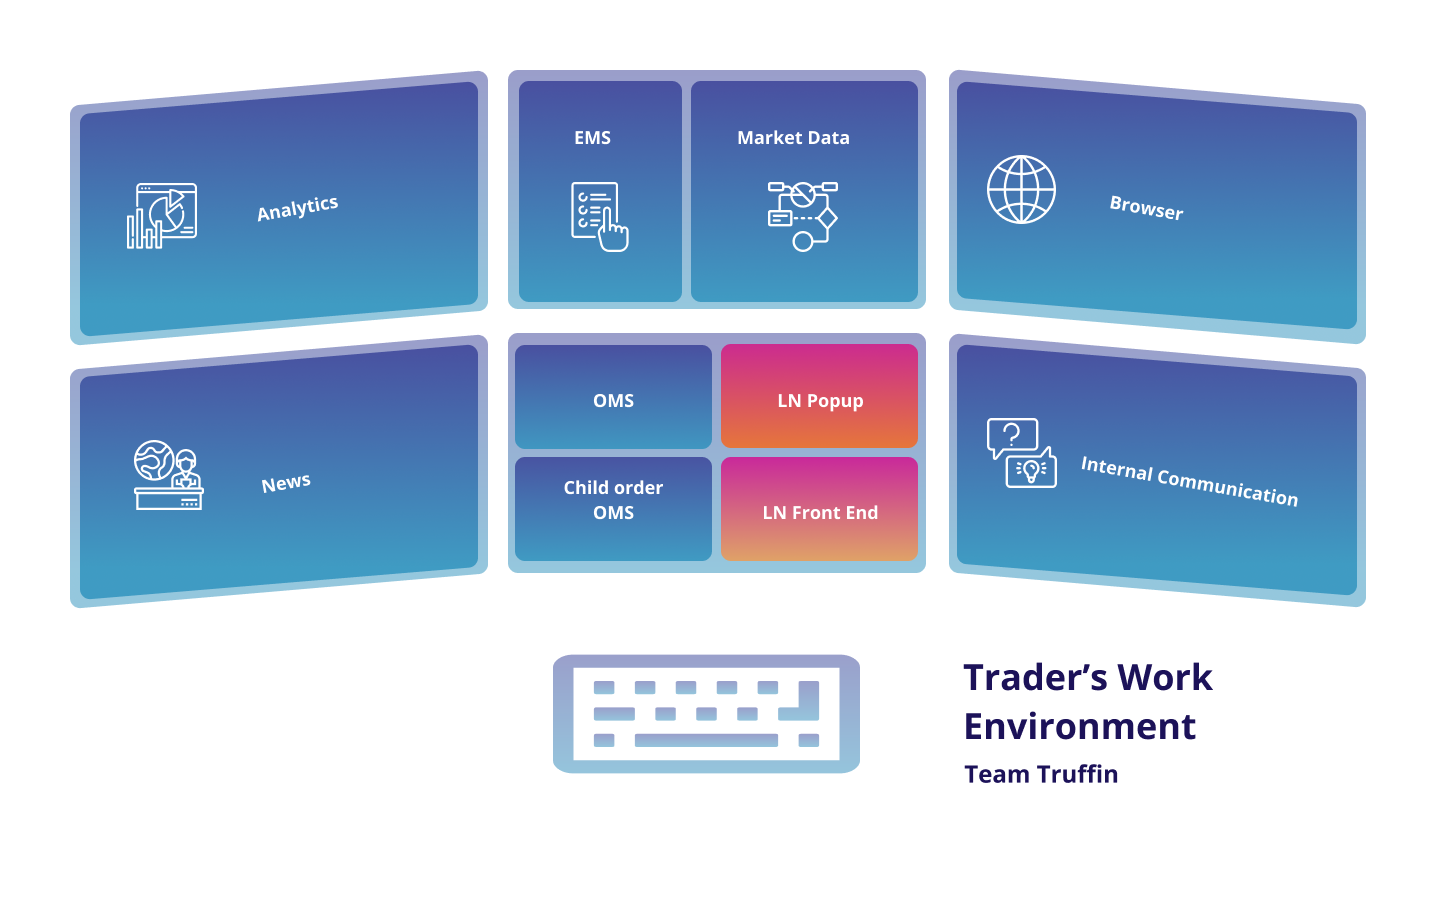 Analytics
EMS
Market Data
Browser
News
OMS
LN Popup
Child order
OMS
LN Front End
Internal Communication
Trader’s Work
Environment
Team Truffin